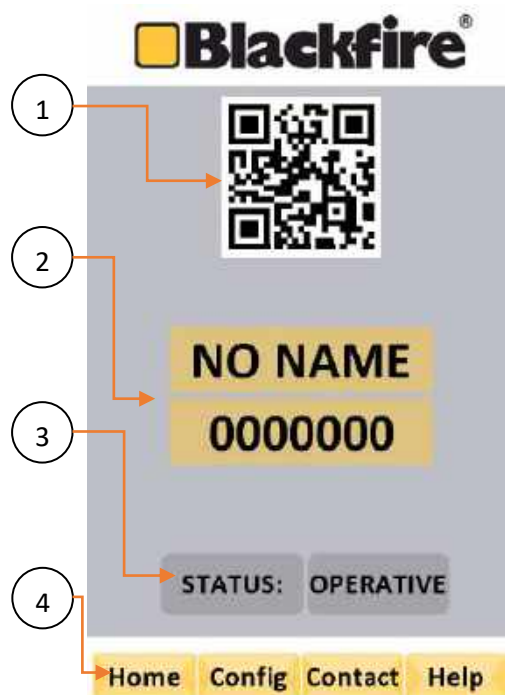 Blackfire®
1
2
NO NAME
0000000
3
STATUS: OPERATIVE
4
Home Config Contact Help